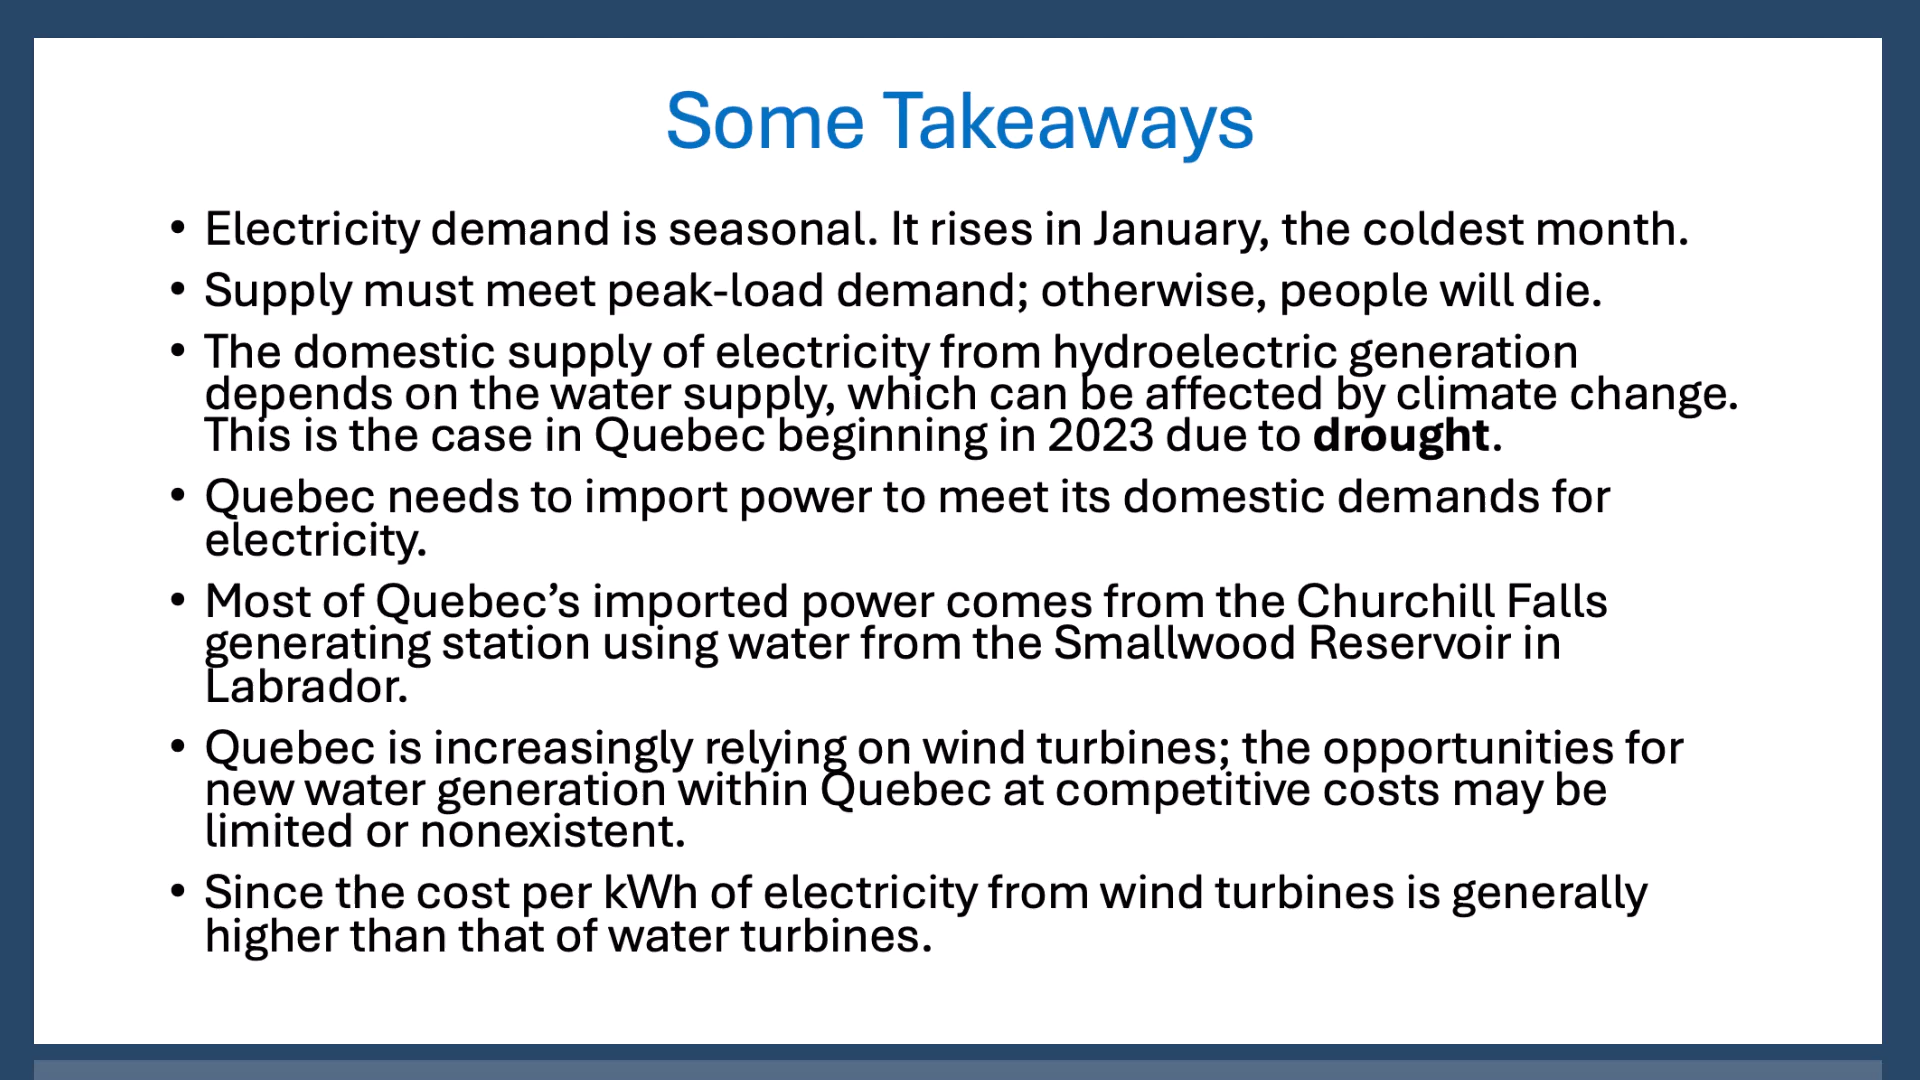 Some Takeaways
• Electricity demand is seasonal. It rises in January, the coldest month.
• Supply must meet peak-load demand; otherwise, people will die.
• The domestic supply of electricity from hydroelectric generation
depends on the water supply, which can be affected by climate change.
This is the case in Quebec beginning in 2023 due to drought.
• Quebec needs to import power to meet its domestic demands for
electricity.
• Most of Quebec’s imported power comes from the Churchill Falls
generating station using water from the Smallwood Reservoir in
Labrador.
• Quebec is increasingly relying on wind turbines; the opportunities for
new water generation within Quebec at competitive costs may be
limited or nonexistent.
• Since the cost per kWh of electricity from wind turbines is generally
higher than that of water turbines.